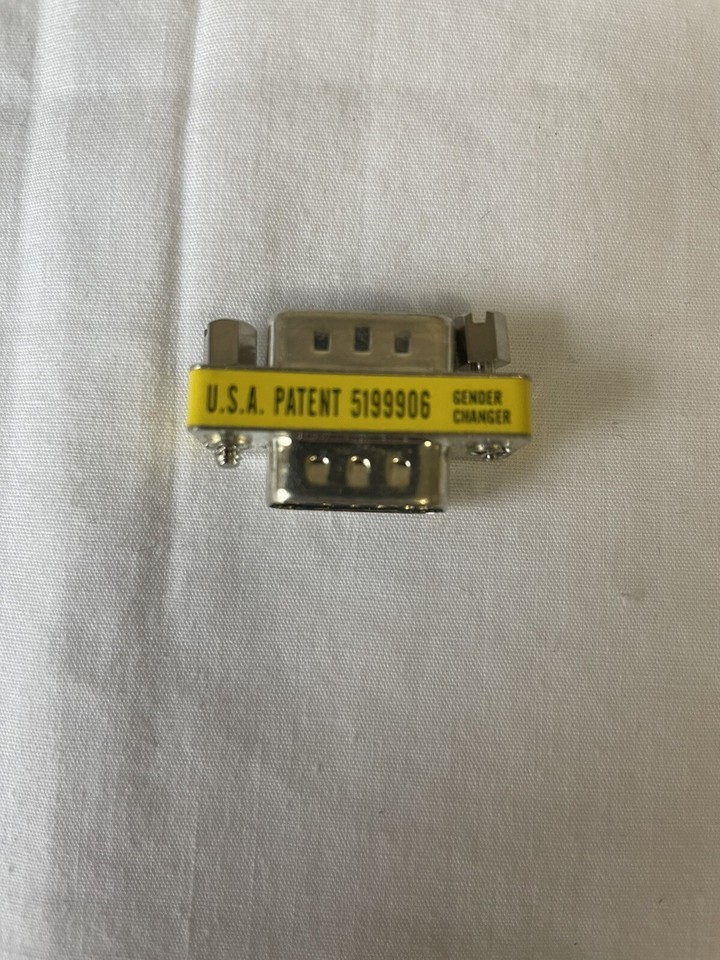 U.S.A. PATENT 5199906
GENDER
CHANGER